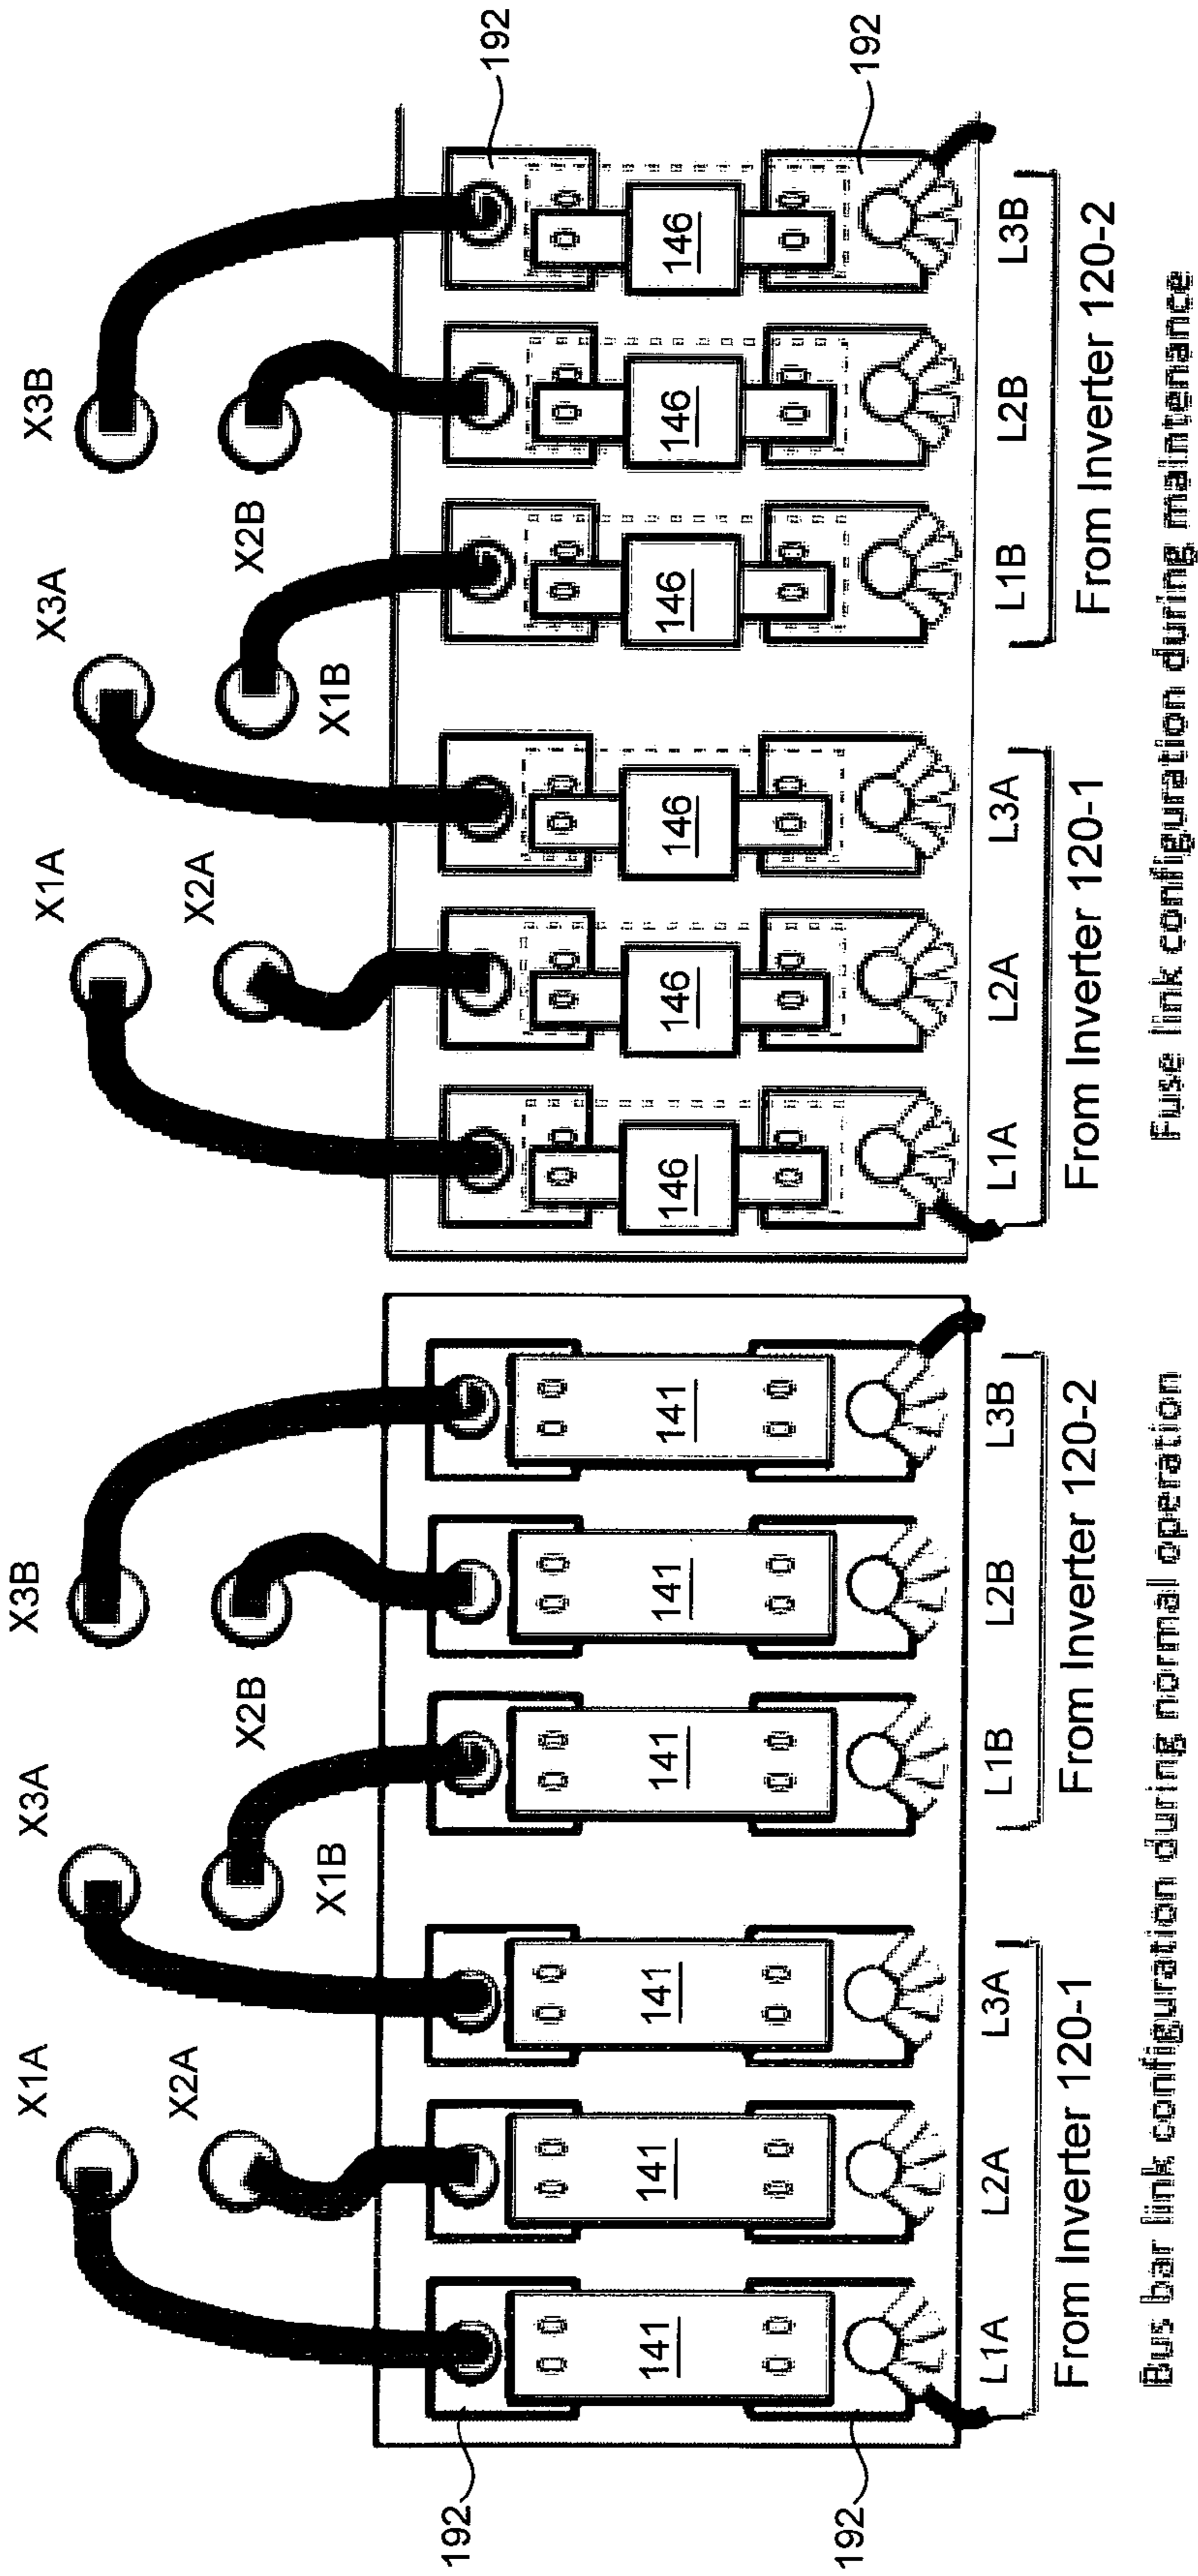 X1A
X3A
X3B
X2A
X2B
X1B
192
141
141
141
141
141
141
192
L1A
L2A
L3A
L1B
L2B
L3B
From Inverter 120-1
From Inverter 120-2
Bus bar link configuration during normal operation
X1A
X3A
X3B
X2A
X2B
X1B
192
146
146
146
146
146
146
192
L1A
L2A
L3A
L1B
L2B
L3B
From Inverter 120-1
From Inverter 120-2
Fuse link configuration during maintenance